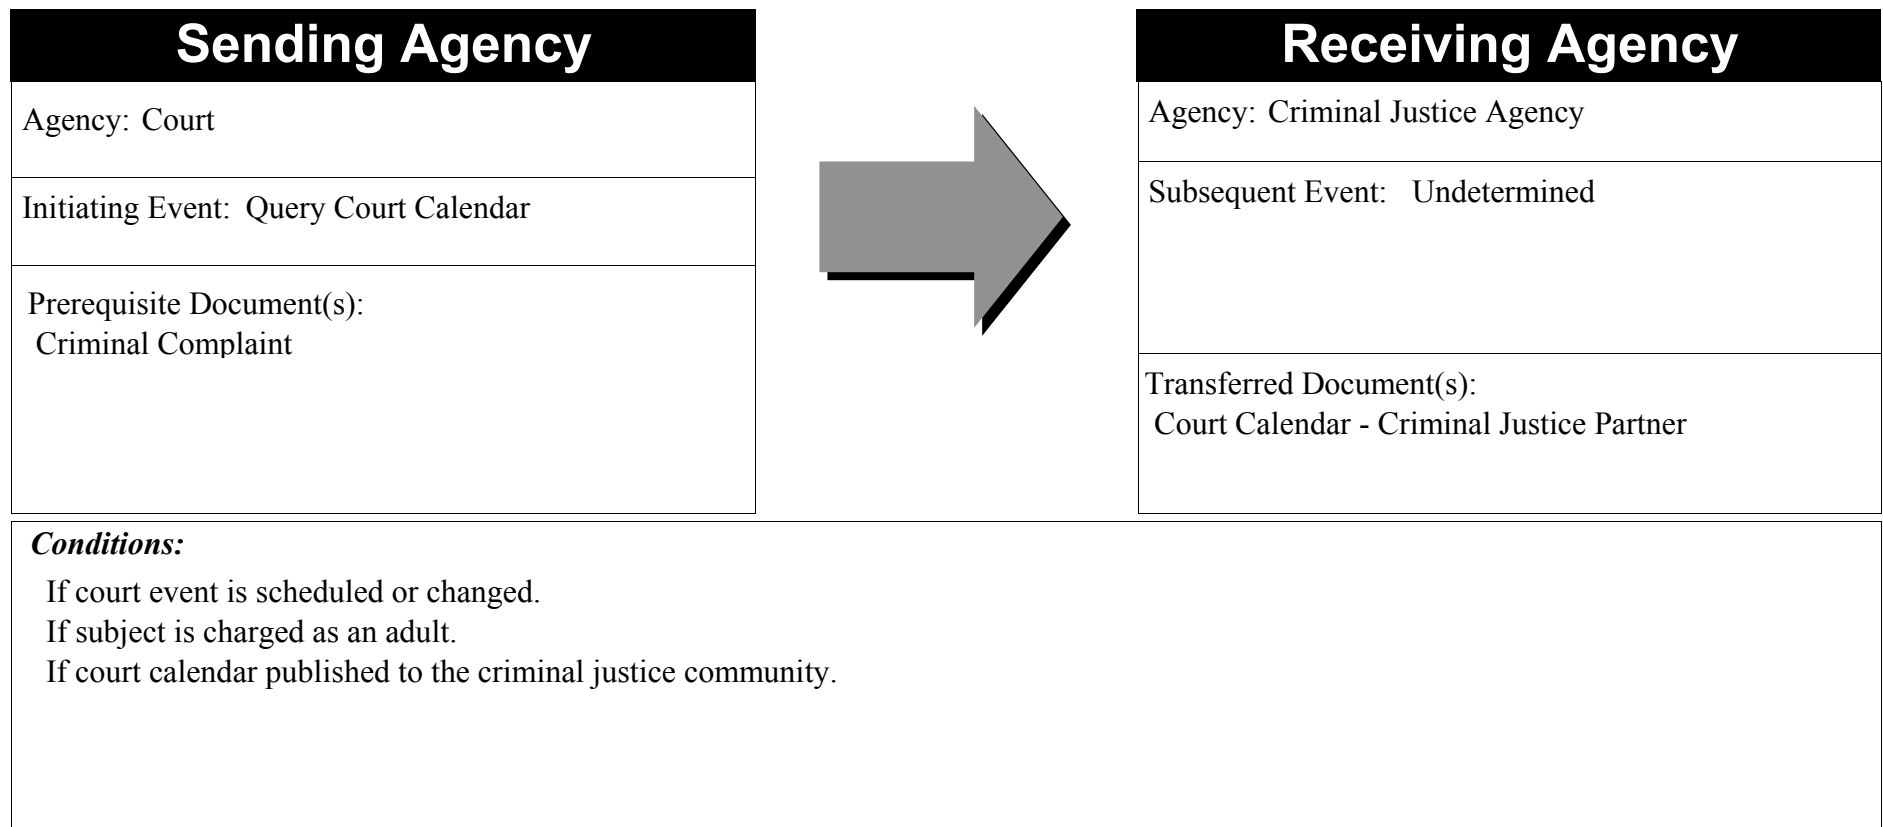 Sending Agency
Agency: Court
Initiating Event: Query Court Calendar
Prerequisite Document(s):
Criminal Complaint
Receiving Agency
Agency: Criminal Justice Agency
Subsequent Event: Undetermined
Transferred Document(s):
Court Calendar - Criminal Justice Partner
Conditions:
If court event is scheduled or changed.
If subject is charged as an adult.
If court calendar published to the criminal justice community.